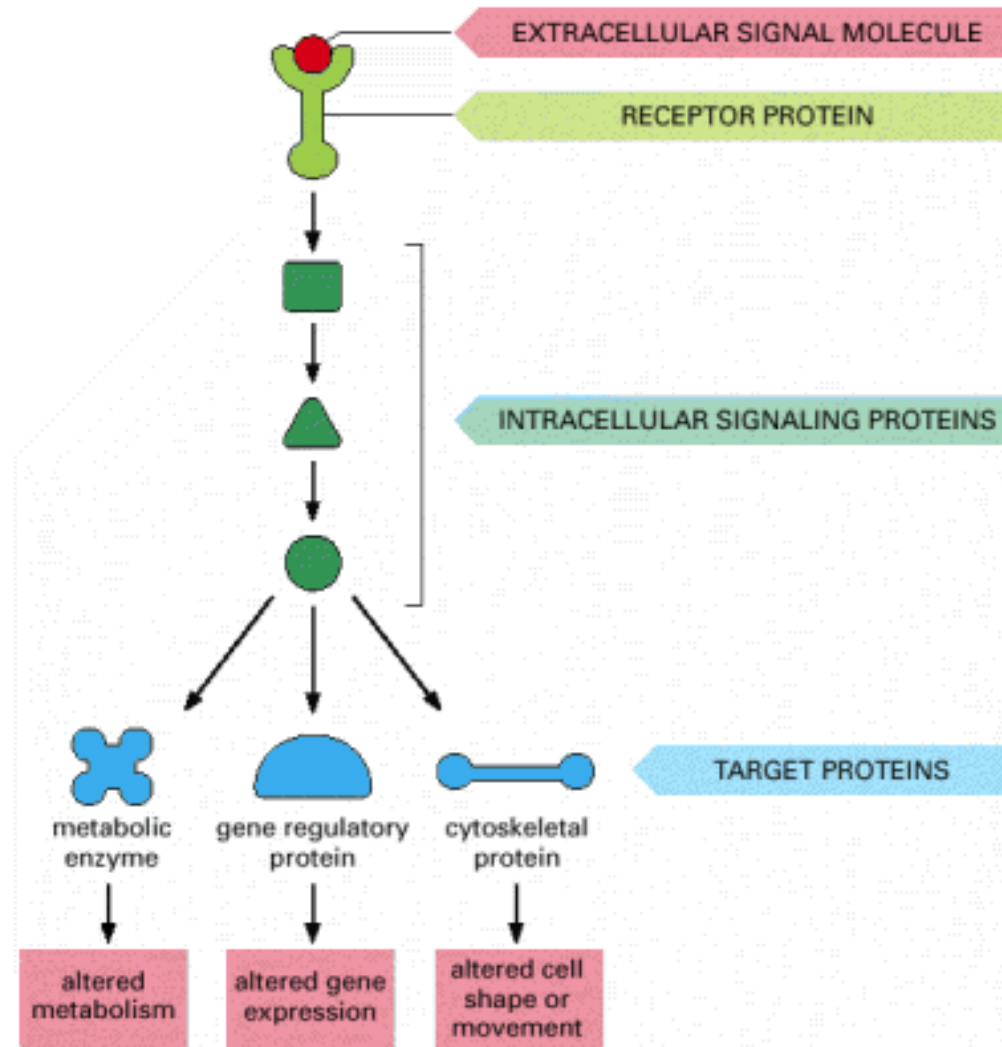 EXTRACELLULAR SIGNAL MOLECULE
RECEPTOR PROTEIN
INTRACELLULAR SIGNALING PROTEINS
TARGET PROTEINS
metabolic
enzyme
gene regulatory
protein
cytoskeletal
protein
altered
metabolism
altered gene
expression
altered cell
shape or
movement